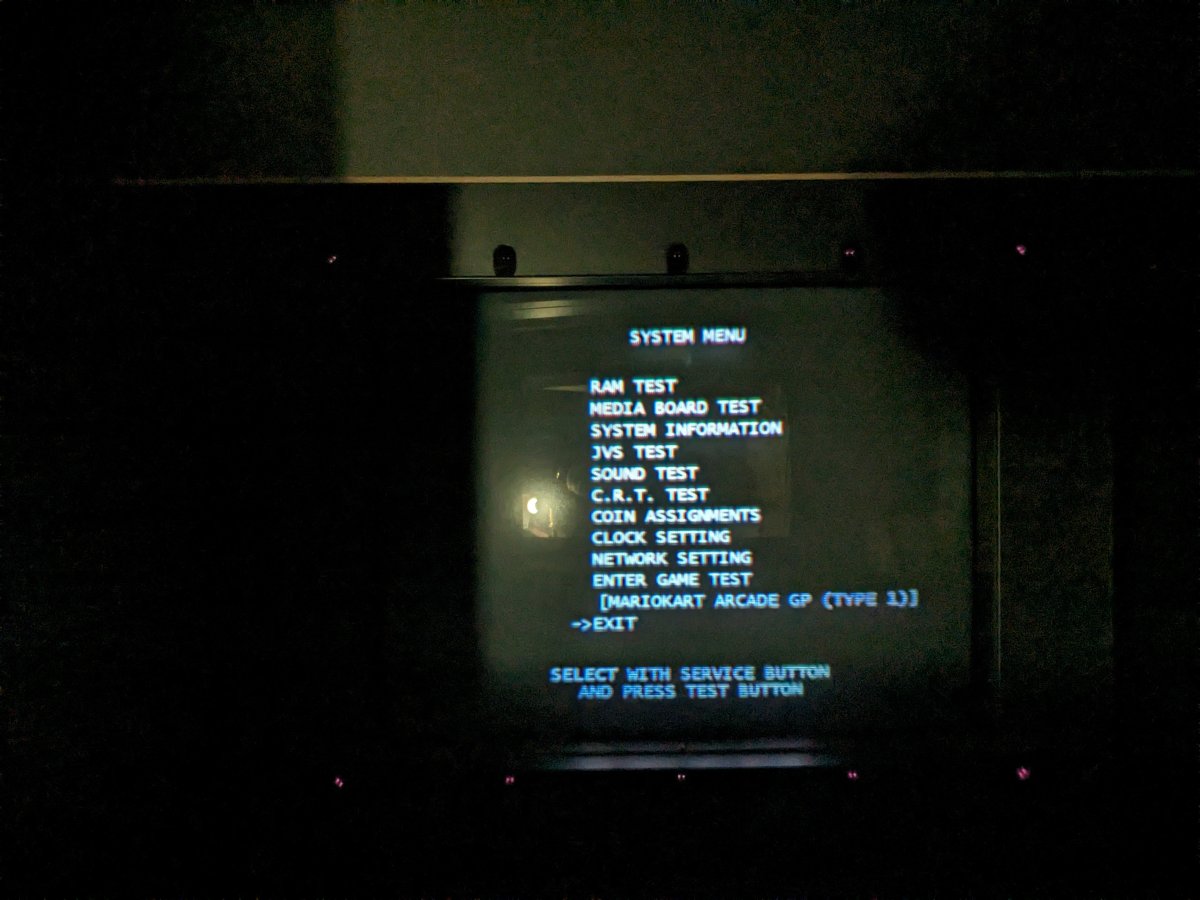 SYSTEM MENU
RAM TEST
MEDIA BOARD TEST
SYSTEM INFORMATION
JVS TEST
SOUND TEST
C.R.T. TEST
COIN ASSIGNMENTS
CLOCK SETTING
NETWORK SETTING
ENTER GAME TEST
[MARIOKART ARCADE GP (TYPE 1)]
->EXIT
SELECT WITH SERVICE BUTTON
AND PRESS TEST BUTTON